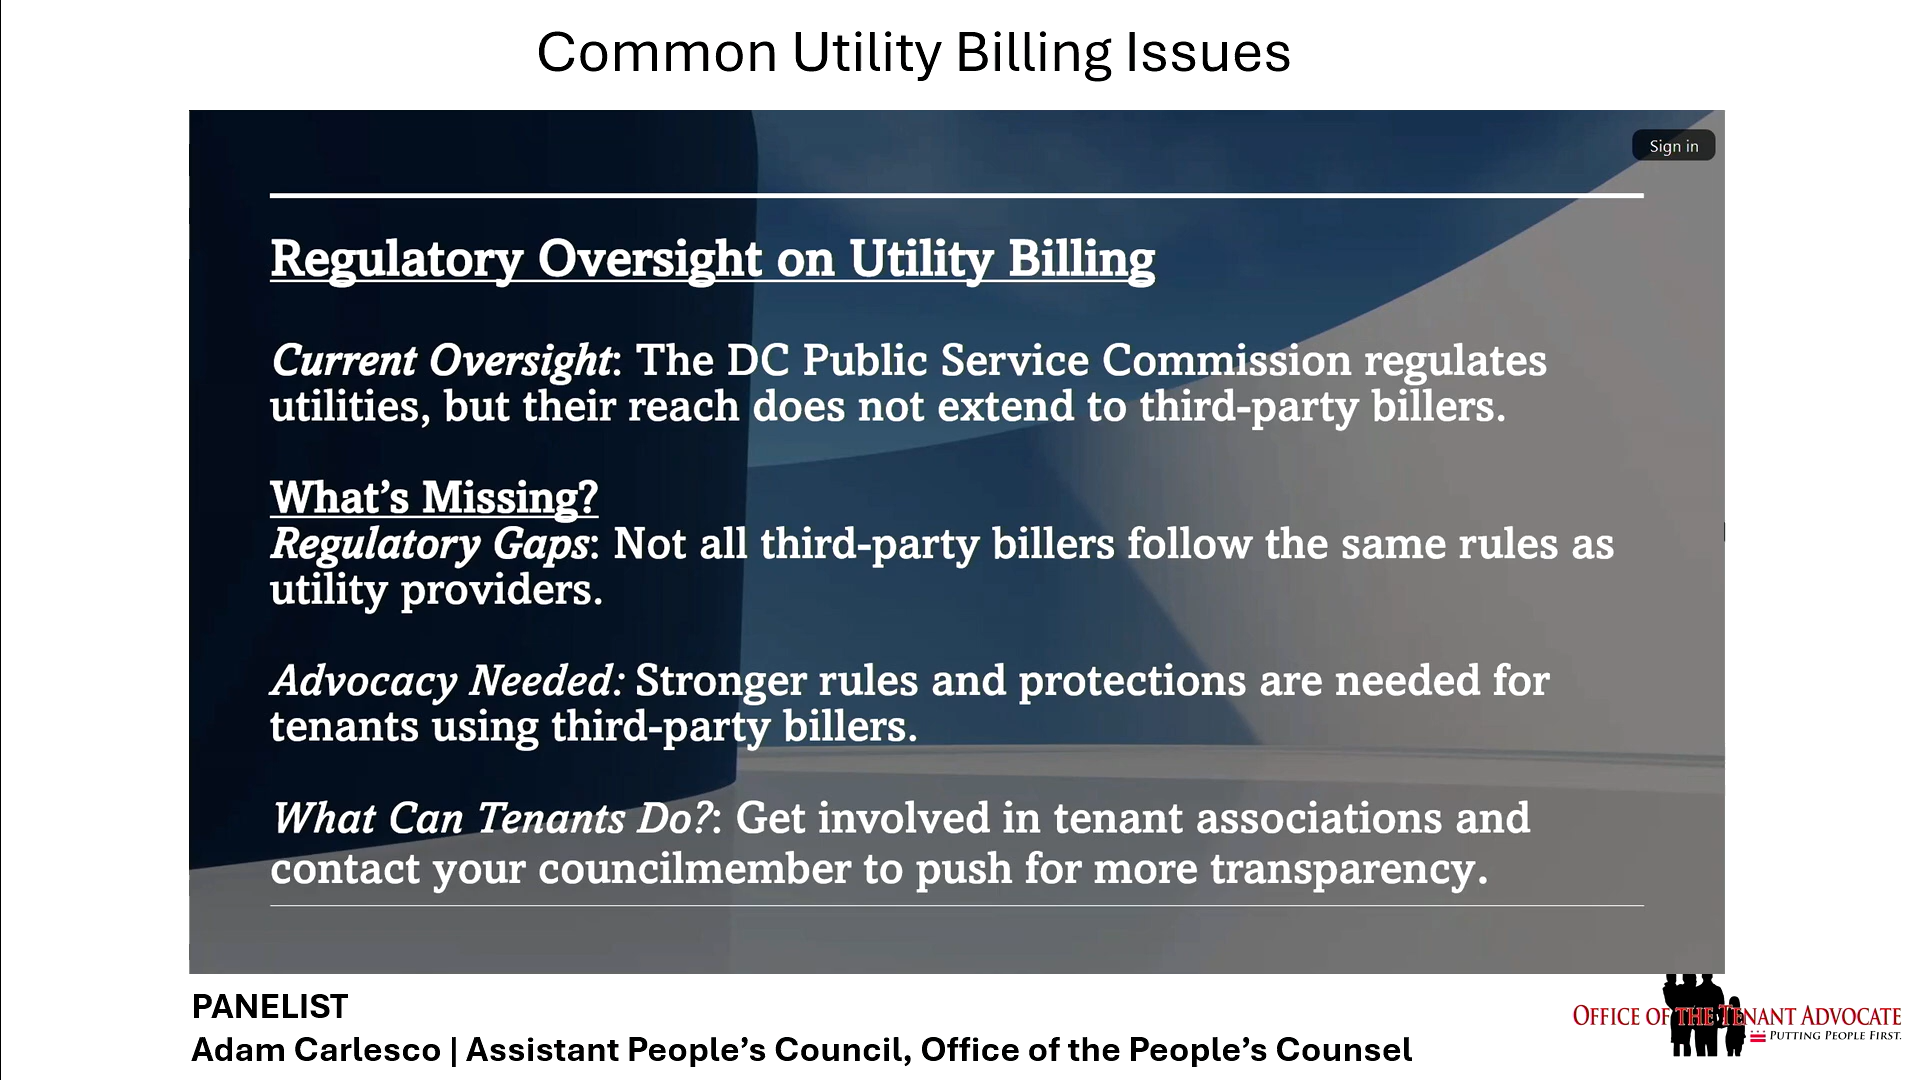 Common Utility Billing Issues
Sign in
Regulatory Oversight on Utility Billing
Current Oversight: The DC Public Service Commission regulates
utilities, but their reach does not extend to third-party billers.
What’s Missing?
Regulatory Gaps: Not all third-party billers follow the same rules as
utility providers.
Advocacy Needed: Stronger rules and protections are needed for
tenants using third-party billers.
What Can Tenants Do?: Get involved in tenant associations and
contact your councilmember to push for more transparency.
PANELIST
Adam Carlesco | Assistant People’s Council, Office of the People’s Counsel
OFFICE OF THE TENANT ADVOCATE
PUTTING PEOPLE FIRST.